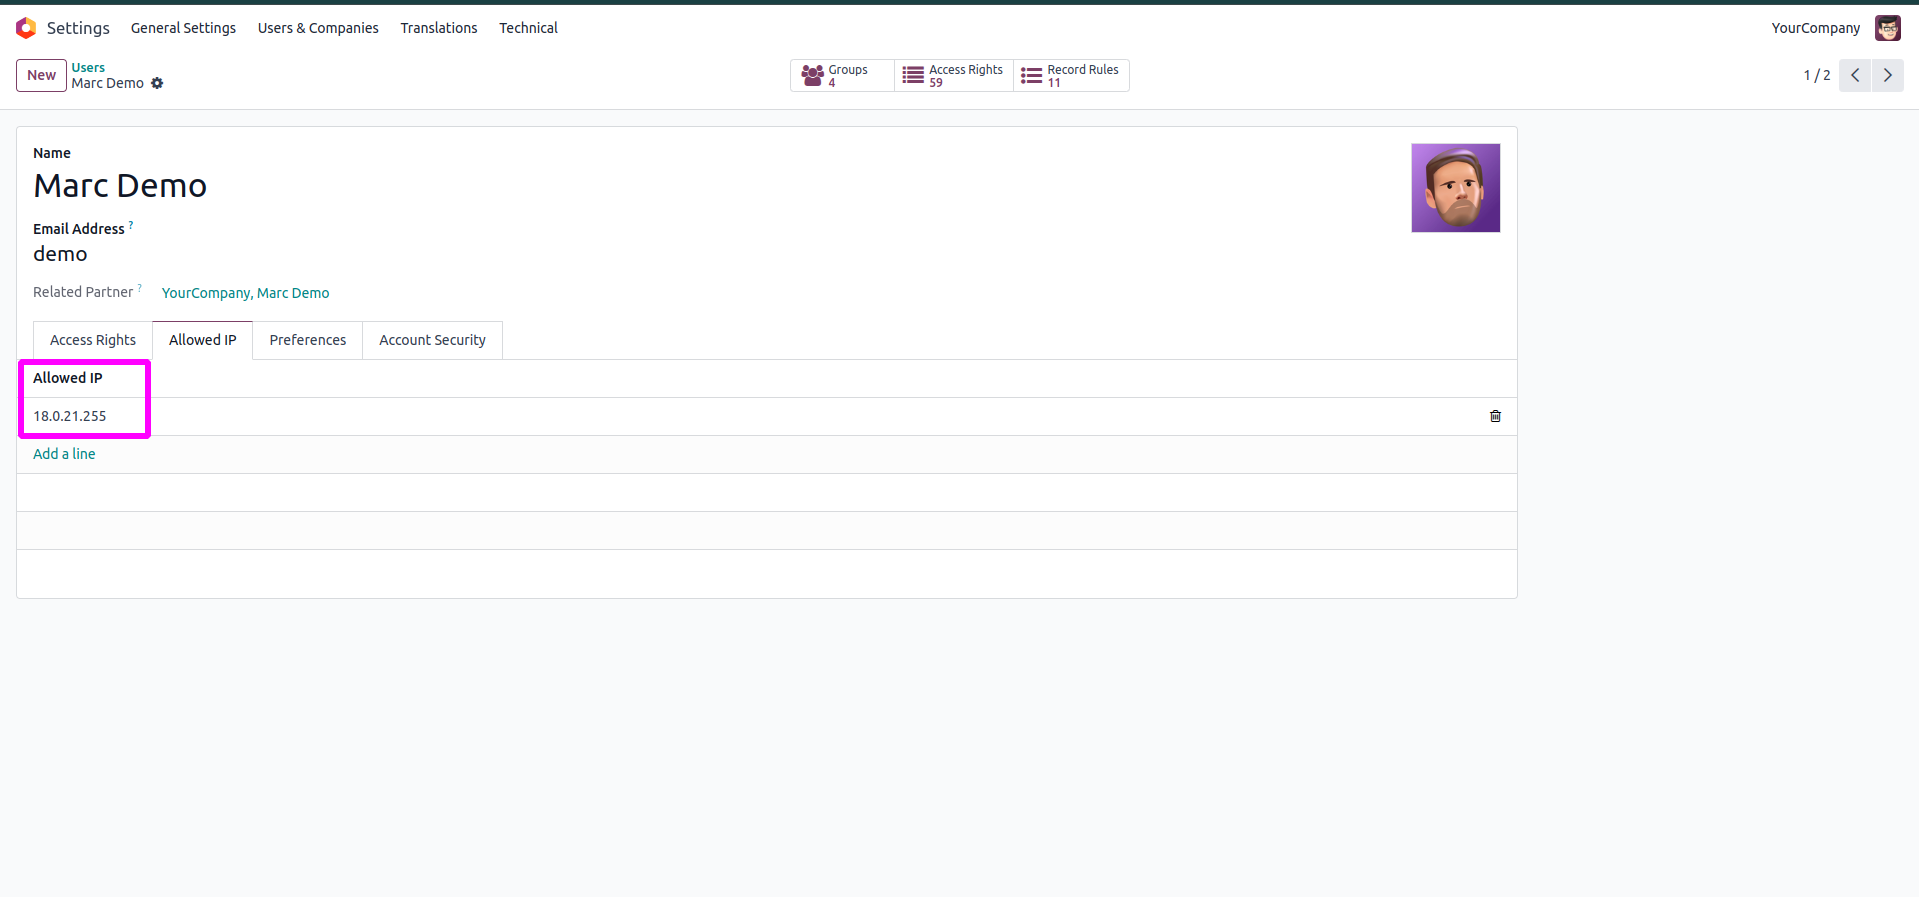 Settings General Settings Users & Companies Translations Technical YourCompany
New Users
Marc Demo
Groups
4
Access Rights
59
Record Rules
11
1 / 2
Name
Marc Demo
Email Address ?
demo
Related Partner ? YourCompany, Marc Demo
Access Rights Allowed IP Preferences Account Security
Allowed IP
18.0.21.255
Add a line